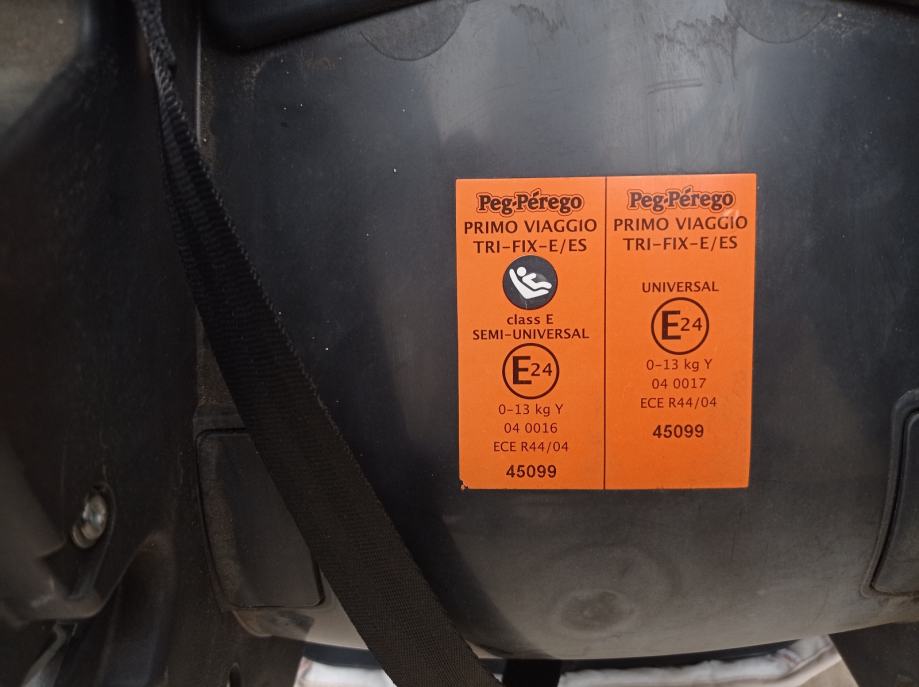 Peg-Pérego
PRIMO VIAGGIO
TRI-FIX-E/ES
class E
SEMI-UNIVERSAL
E24
0-13 kg Y
04 0016
ECE R44/04
45099
Peg-Pérego
PRIMO VIAGGIO
TRI-FIX-E/ES
UNIVERSAL
E24
0-13 kg Y
04 0017
ECE R44/04
45099